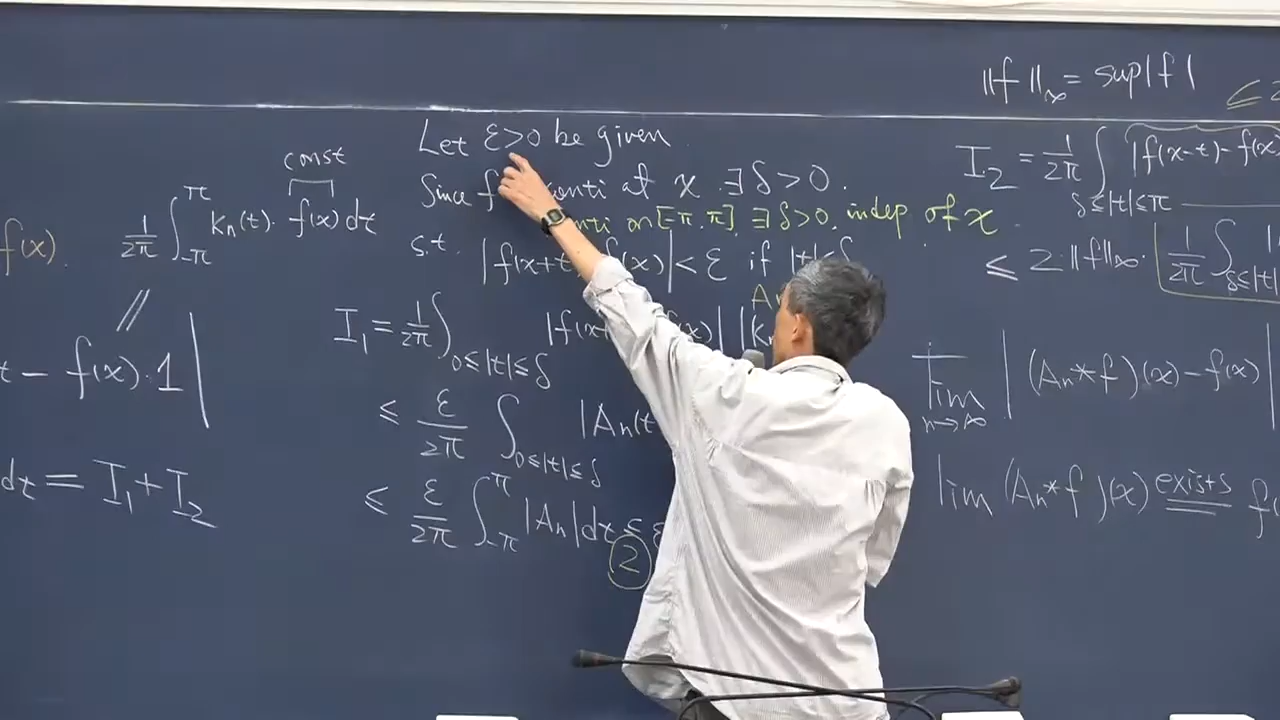 f(x).
const
1/2π ∫_{-π}^{π} Kn(t). f(x) dt
//
t - f(x).1 |
dt = I₁ + I₂
Let ε>0 be given
Since f conti at x. ∃ δ>0.
conti on [-π, π], ∃ δ>0. indep of x
s.t. |f(x+t f(x)| < ε if |t|≤δ
I₁ = 1/2π ∫_{0≤|t|≤δ} |f(x f(x)| |K
≤ ε/2π ∫_{0≤|t|≤δ} |An(t
≤ ε/2π ∫_{-π}^{π} |An|dt ≤ ε
②
‖f‖_∞ = sup|f|
≤ 2
I₂ = 1/2π ∫_{δ≤|t|≤π} |f(x-t) - f(x)
≤ 2.‖f‖_∞. 1/2π ∫_{δ≤|t|
lim_{n→∞} | (An*f)(x) - f(x) |
lim (An*f)(x) exists